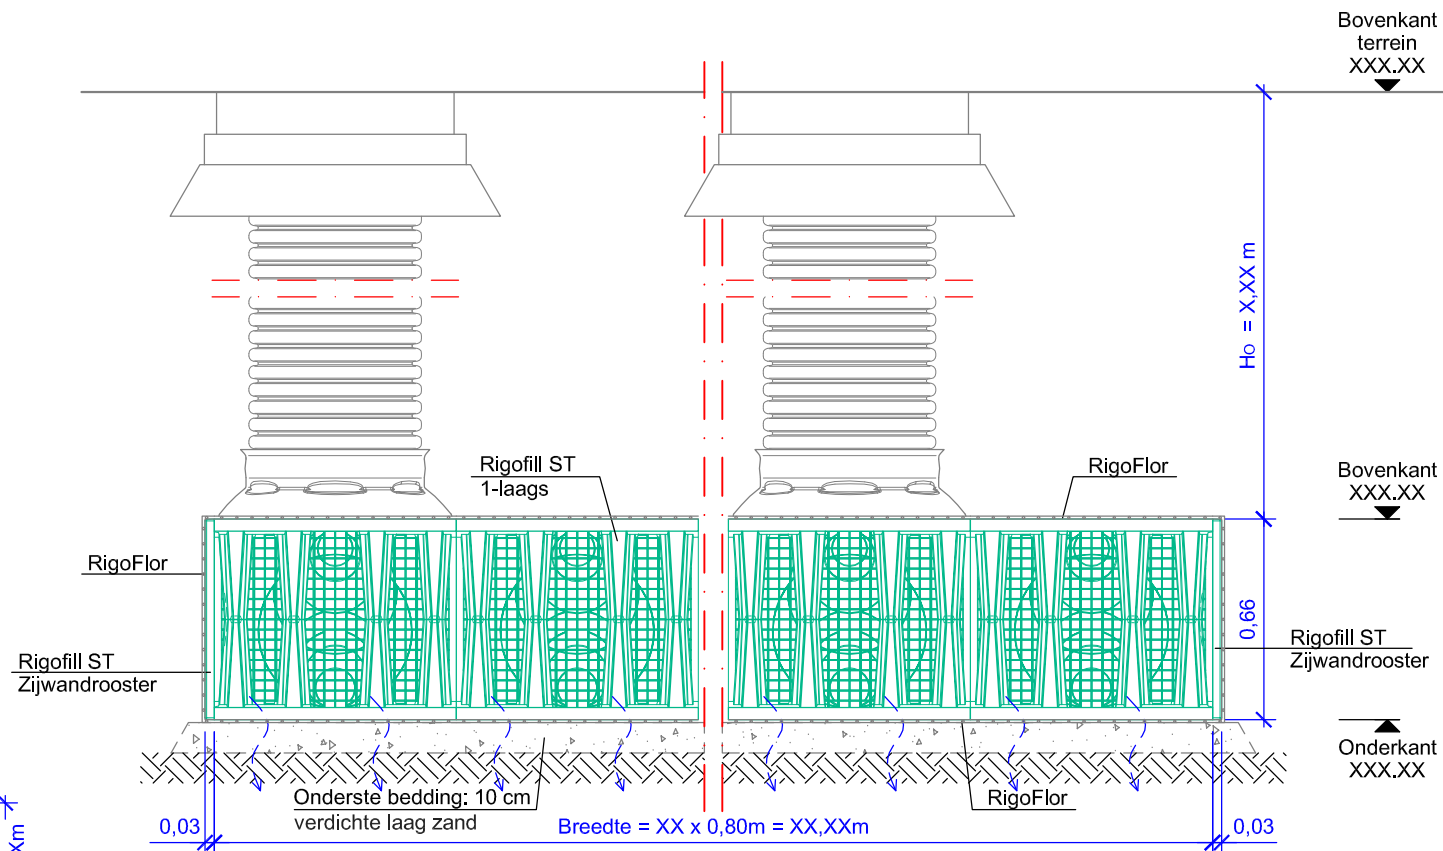 Bovenkant
terrein
XXX.XX
Ho = X,XX m
Rigofill ST
1-laags
RigoFlor
Bovenkant
XXX.XX
RigoFlor
0,66
Rigofill ST
Zijwandrooster
Rigofill ST
Zijwandrooster
Onderkant
XXX.XX
Onderste bedding: 10 cm
verdichte laag zand
RigoFlor
Xm
0,03
Breedte = XX x 0,80m = XX,XXm
0,03